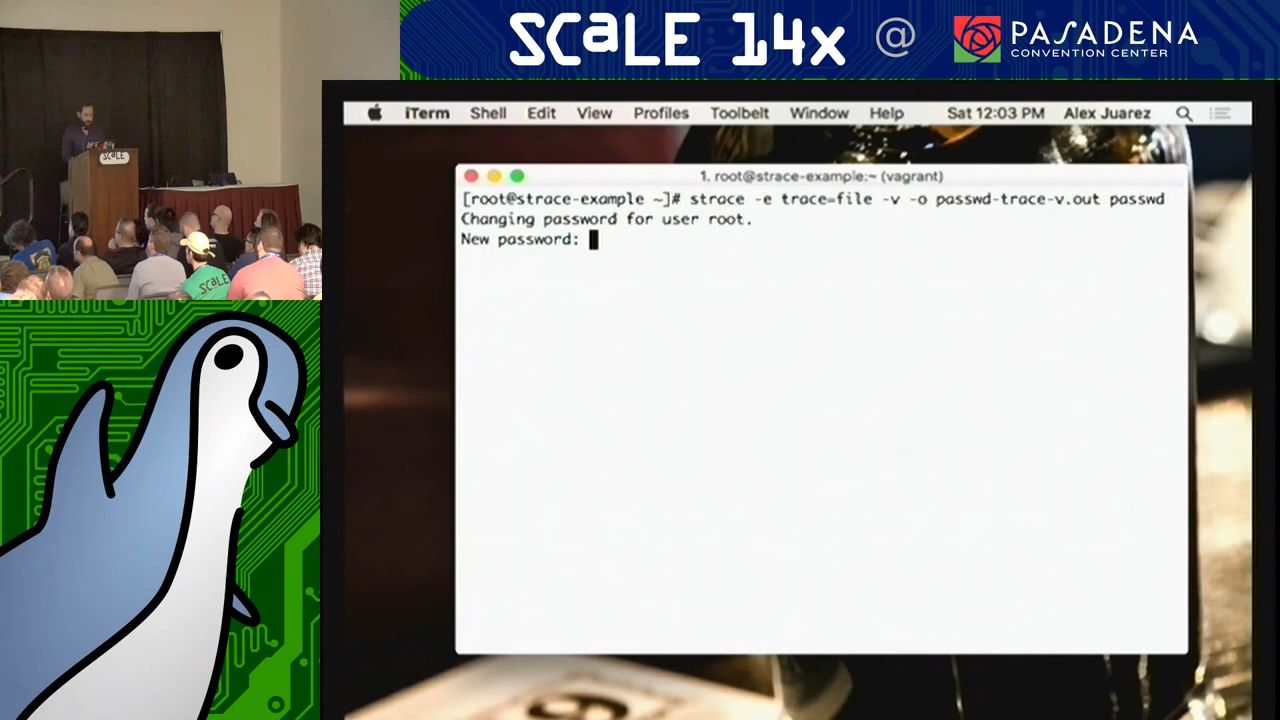 SCALE 14x @ PASADENA
CONVENTION CENTER
iTerm Shell Edit View Profiles Toolbelt Window Help Sat 12:03 PM Alex Juarez
1. root@strace-example:~ (vagrant)
[root@strace-example ~]# strace -e trace=file -v -o passwd-trace-v.out passwd
Changing password for user root.
New password:
SCALE
SCALE